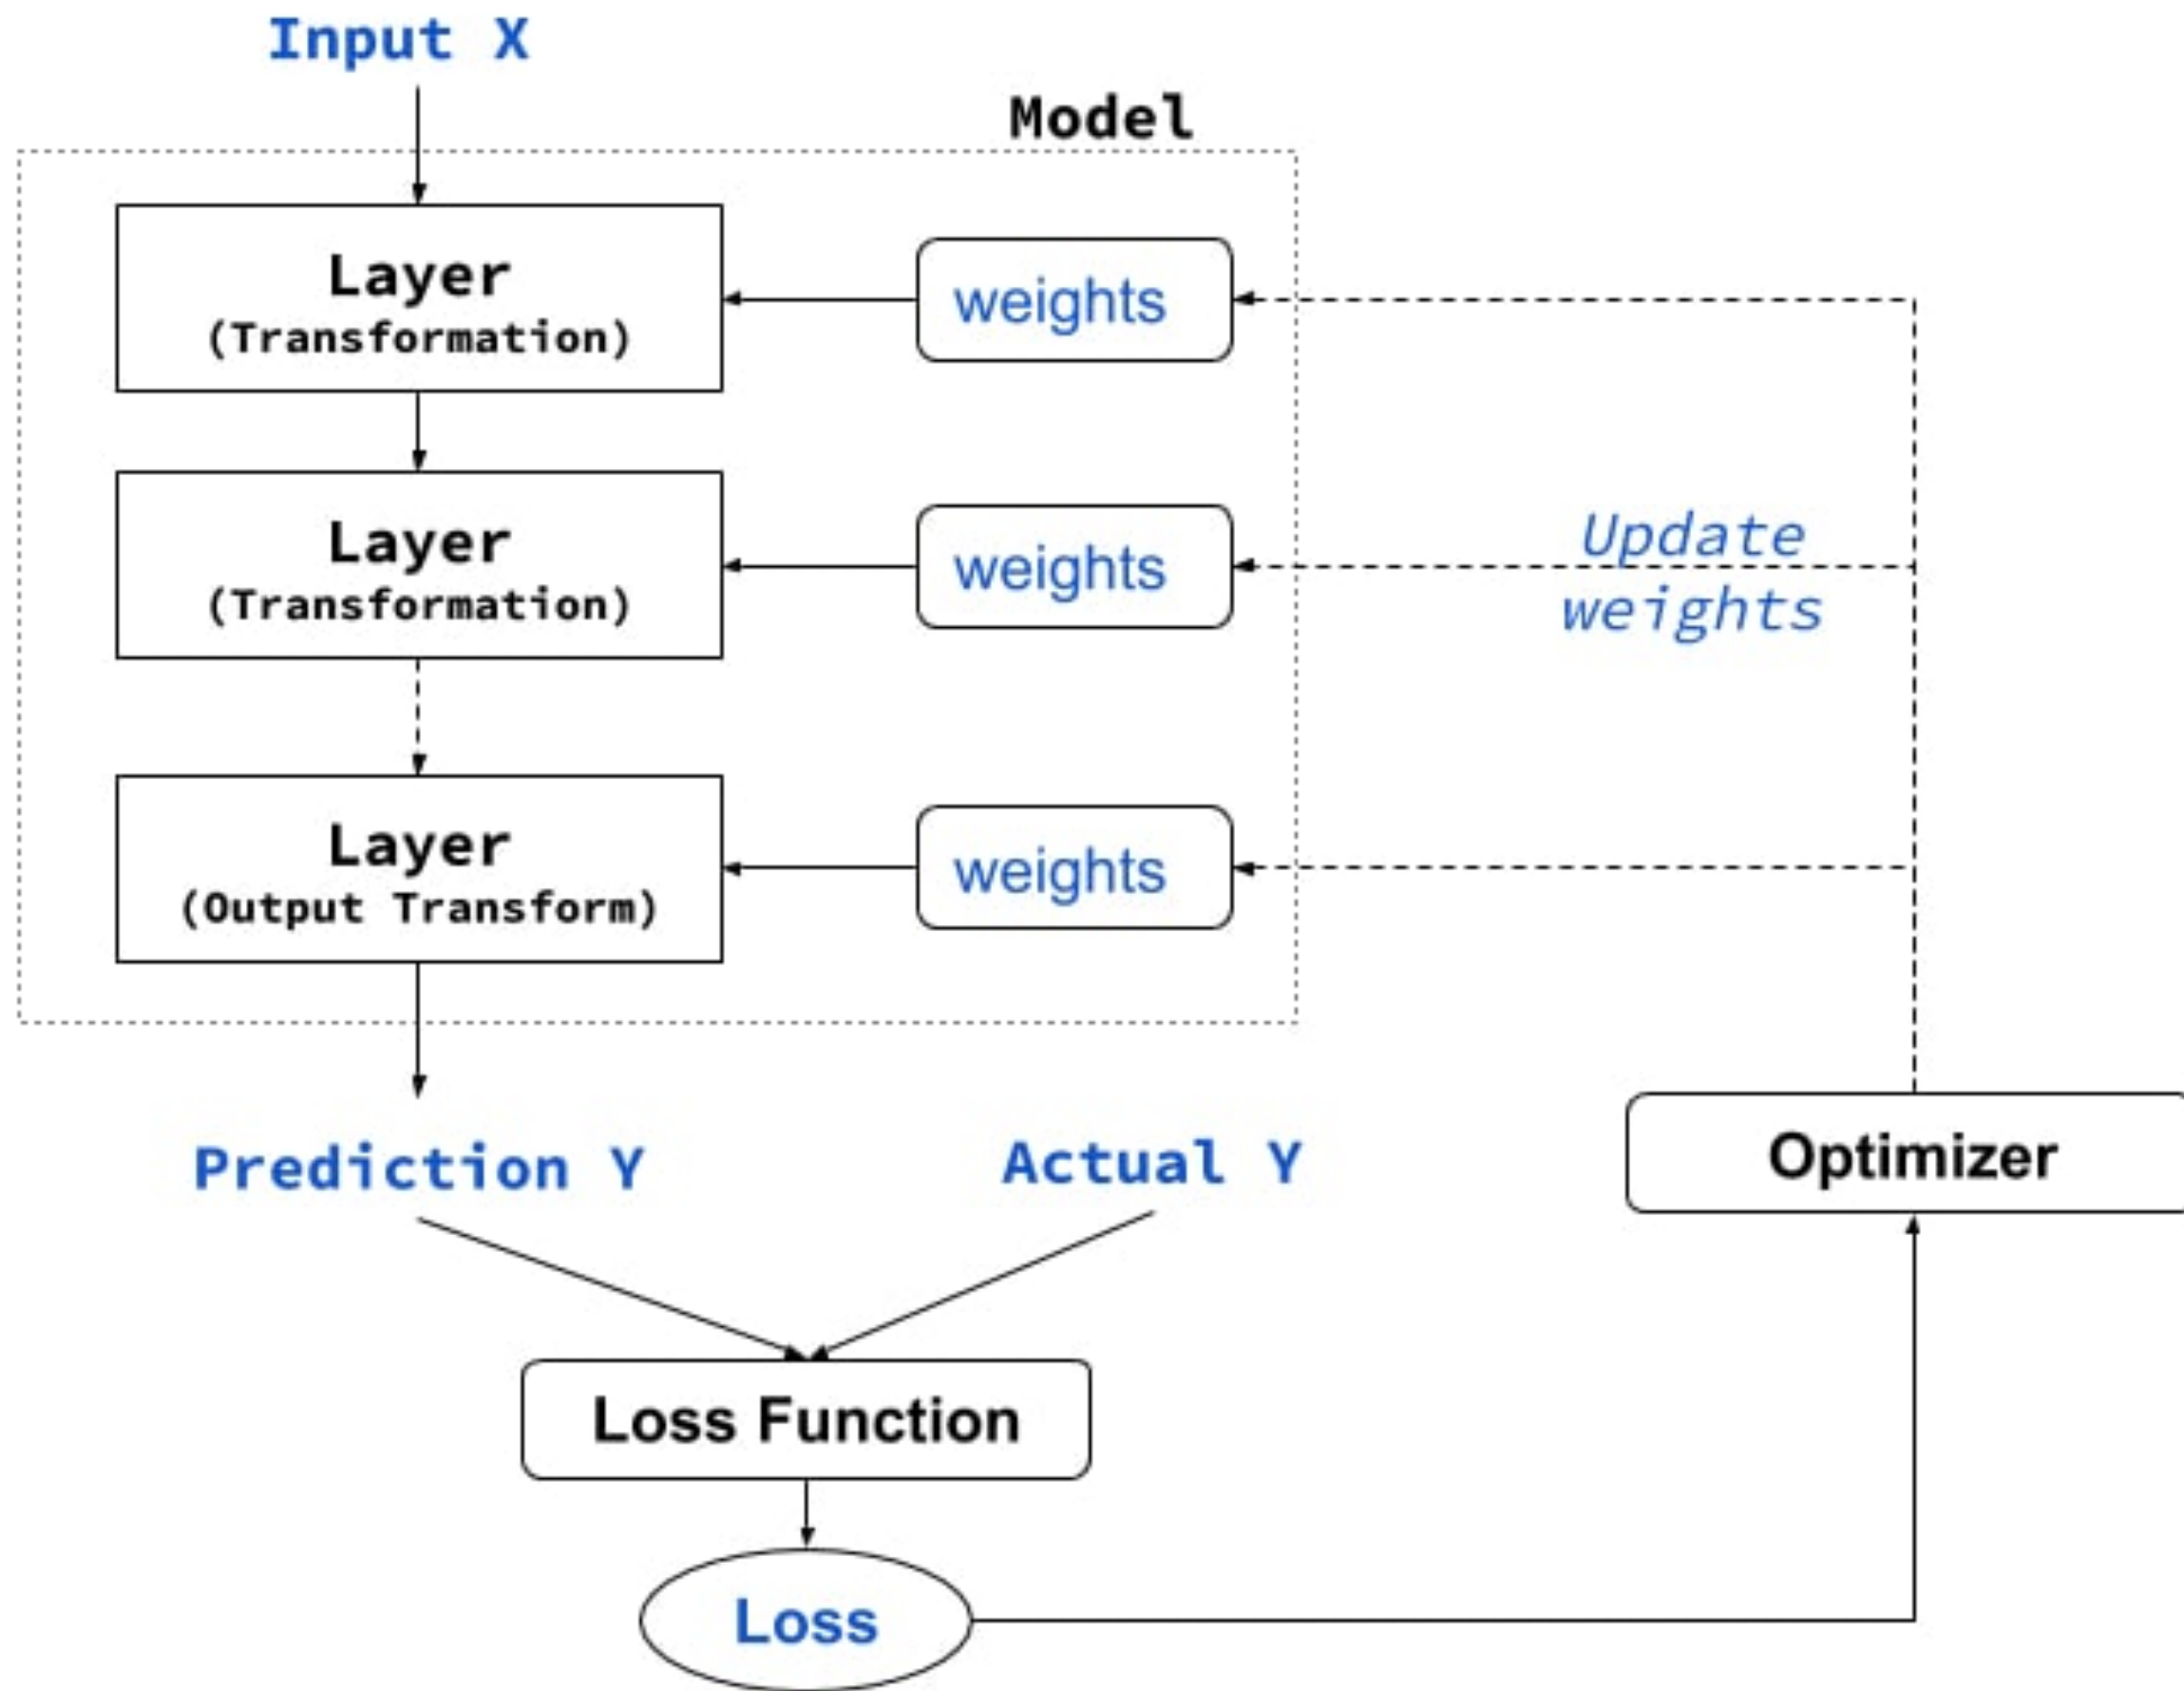 Input X
Model
Layer
(Transformation)
weights
Layer
(Transformation)
weights
Update
weights
Layer
(Output Transform)
weights
Prediction Y
Actual Y
Optimizer
Loss Function
Loss